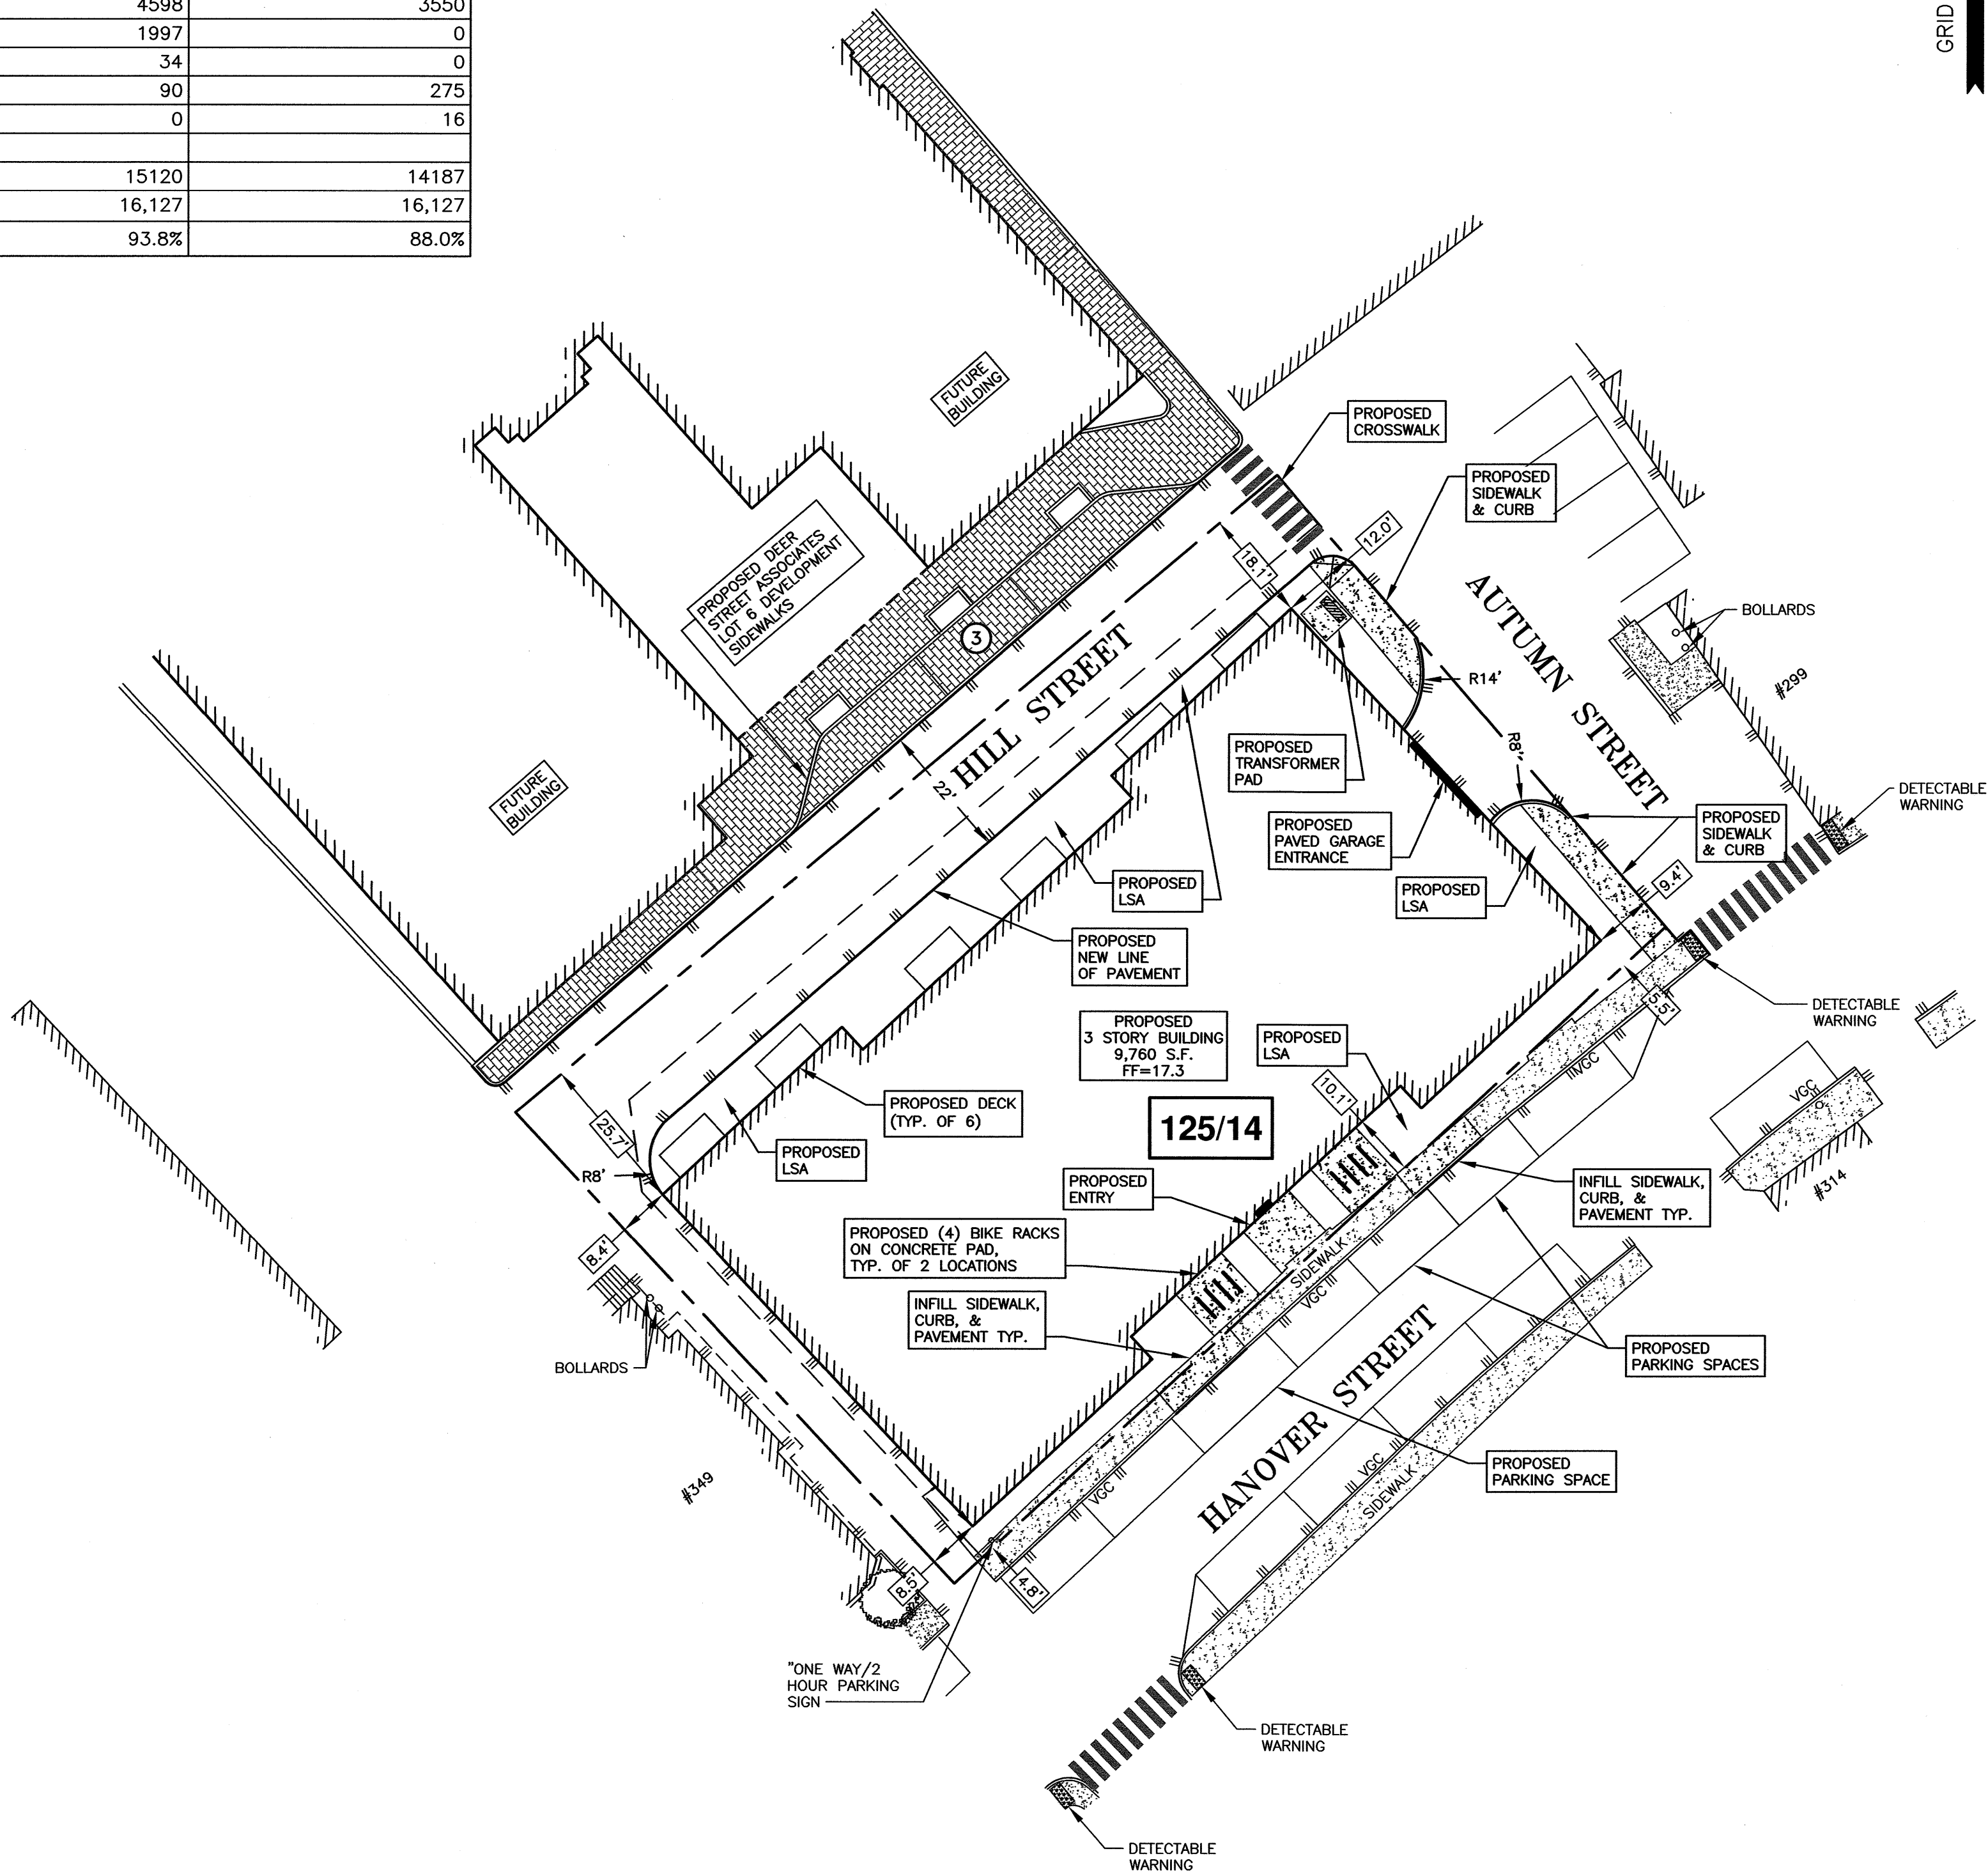 4598 3550
1997 0
34 0
90 275
0 16
15120 14187
16,127 16,127
93.8% 88.0%
GRID
FUTURE
BUILDING
PROPOSED
CROSSWALK
PROPOSED
SIDEWALK
& CURB
PROPOSED DEER
STREET ASSOCIATES
LOT 6 DEVELOPMENT
SIDEWALKS
12.0'
18.1'
3
HILL STREET
22'
AUTUMN STREET
BOLLARDS
#299
R14'
R8'
PROPOSED
TRANSFORMER
PAD
DETECTABLE
WARNING
PROPOSED
PAVED GARAGE
ENTRANCE
PROPOSED
SIDEWALK
& CURB
FUTURE
BUILDING
PROPOSED
LSA
PROPOSED
LSA
9.4'
PROPOSED
NEW LINE
OF PAVEMENT
DETECTABLE
WARNING
5.5'
PROPOSED
3 STORY BUILDING
9,760 S.F.
FF=17.3
PROPOSED
LSA
VGC
VGC
10.1'
PROPOSED DECK
(TYP. OF 6)
125/14
25.7'
PROPOSED
LSA
R8'
PROPOSED
ENTRY
INFILL SIDEWALK,
CURB, &
PAVEMENT TYP.
#314
8.4'
PROPOSED (4) BIKE RACKS
ON CONCRETE PAD,
TYP. OF 2 LOCATIONS
SIDEWALK
VGC
INFILL SIDEWALK,
CURB, &
PAVEMENT TYP.
BOLLARDS
PROPOSED
PARKING SPACES
HANOVER STREET
VGC
SIDEWALK
PROPOSED
PARKING SPACE
#349
VGC
8.5'
4.8'
"ONE WAY/2
HOUR PARKING
SIGN
DETECTABLE
WARNING
DETECTABLE
WARNING